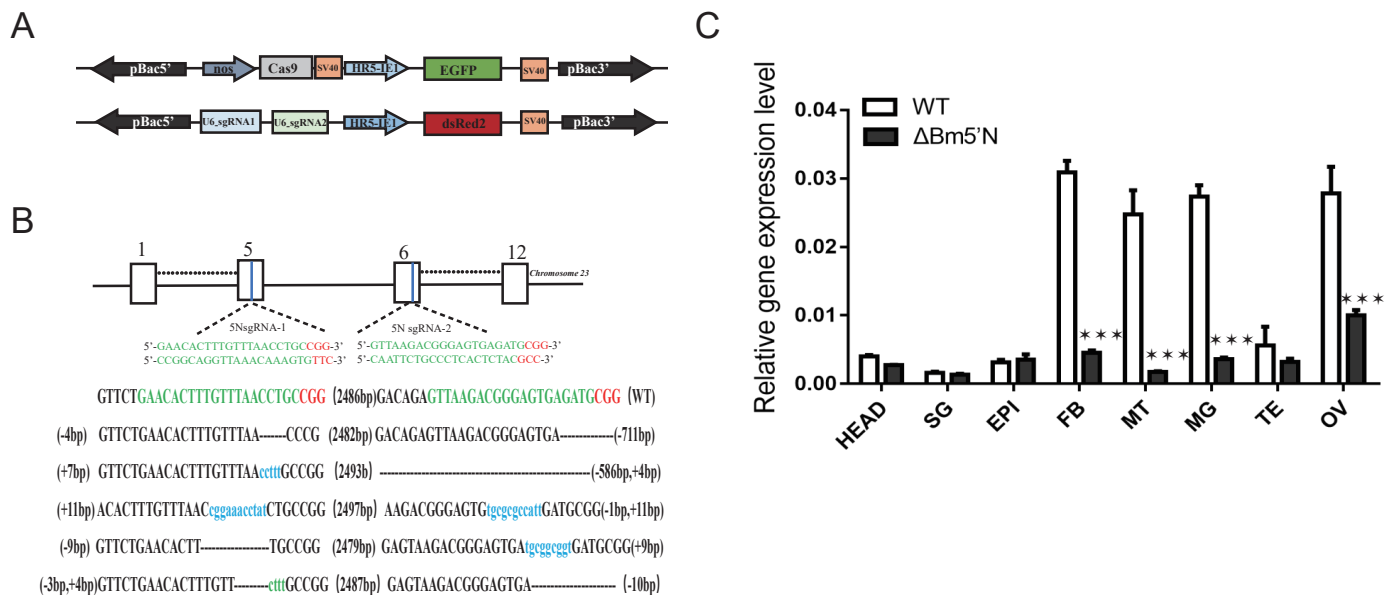 A
pBac5' nos Cas9 SV40 HR5-IE1 EGFP SV40 pBac3'
pBac5' U6_sgRNA1 U6_sgRNA2 HR5-IE1 dsRed2 SV40 pBac3'
B
1 5 6 12
Chromosome 23
5NsgRNA-1 5N sgRNA-2
5'-GAACACTTTGTTTAACCTGCCGG-3' 5'-GTTAAGACGGGAGTGAGATGCGG-3'
5'-CCGGCAGGTTAAACAAAGTGTTC-3' 5'-CAATTCTGCCCTCACTCTACGCC-3'
GTTCTGAACACTTTGTTTAACCTGCCGG (2486bp) GACAGAGTTAAGACGGGAGTGAGATGCGG (WT)
(-4bp) GTTCTGAACACTTTGTTTAA-------CCCG (2482bp) GACAGAGTTAAGACGGGAGTGA-------------(-711bp)
(+7bp) GTTCTGAACACTTTGTTTAAcctttGCCGG (2493b) --------------------------------------------------(-586bp,+4bp)
(+11bp)ACACTTTGTTTAACcggaaacctatCTGCCGG (2497bp) AAGACGGGAGTGtgcgcgccattGATGCGG(-1bp,+11bp)
(-9bp) GTTCTGAACACTT-----------------TGCCGG (2479bp) GAGTAAGACGGGAGTGAtgcggcggtGATGCGG(+9bp)
(-3bp,+4bp)GTTCTGAACACTTTGTT---------ctttGCCGG (2487bp) GAGTAAGACGGGAGTGA--------------------- (-10bp)
C
Relative gene expression level
WT
ΔBm5'N
0.04
0.03
0.02
0.01
0.00
*** *** *** ***
HEAD SG EPI FB MT MG TE OV